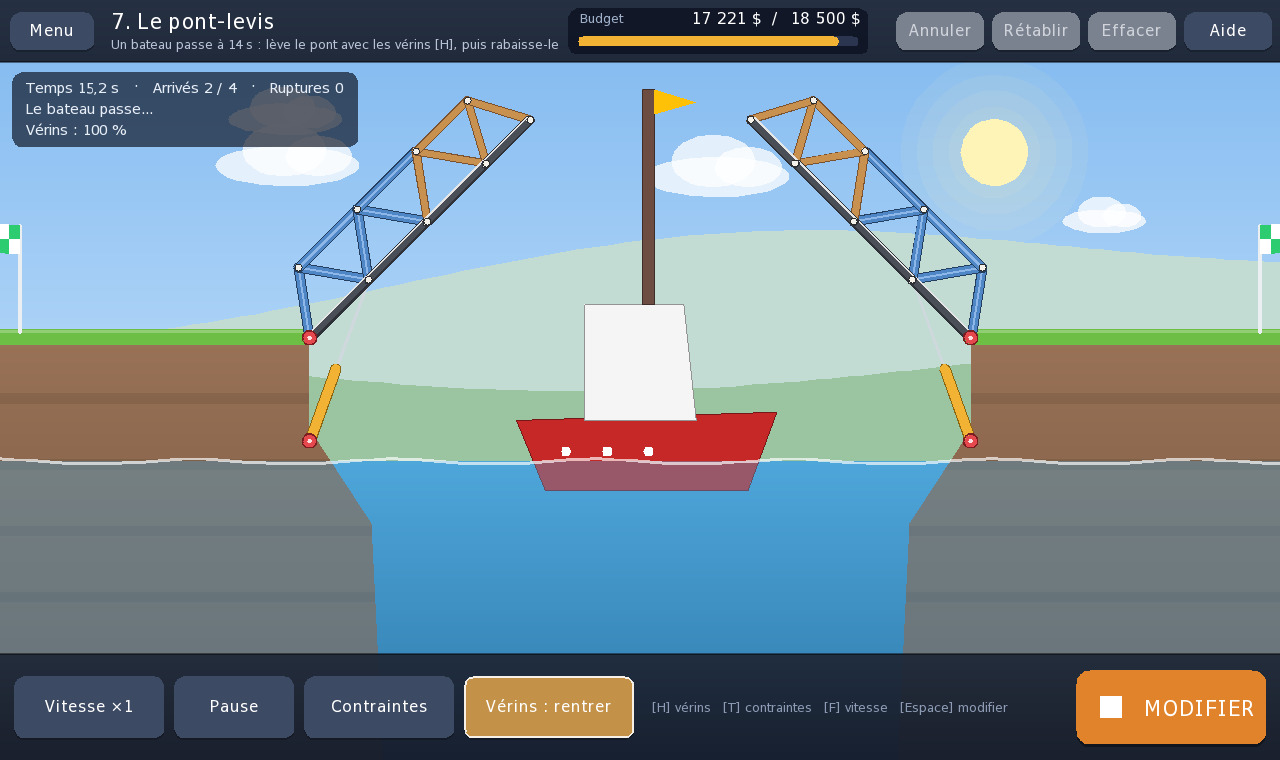 Menu
7. Le pont-levis
Un bateau passe à 14 s : lève le pont avec les vérins [H], puis rabaisse-le
Budget
17 221 $ / 18 500 $
Annuler
Rétablir
Effacer
Aide
Temps 15,2 s · Arrivés 2 / 4 · Ruptures 0
Le bateau passe...
Vérins : 100 %
Vitesse ×1
Pause
Contraintes
Vérins : rentrer
[H] vérins [T] contraintes [F] vitesse [Espace] modifier
MODIFIER